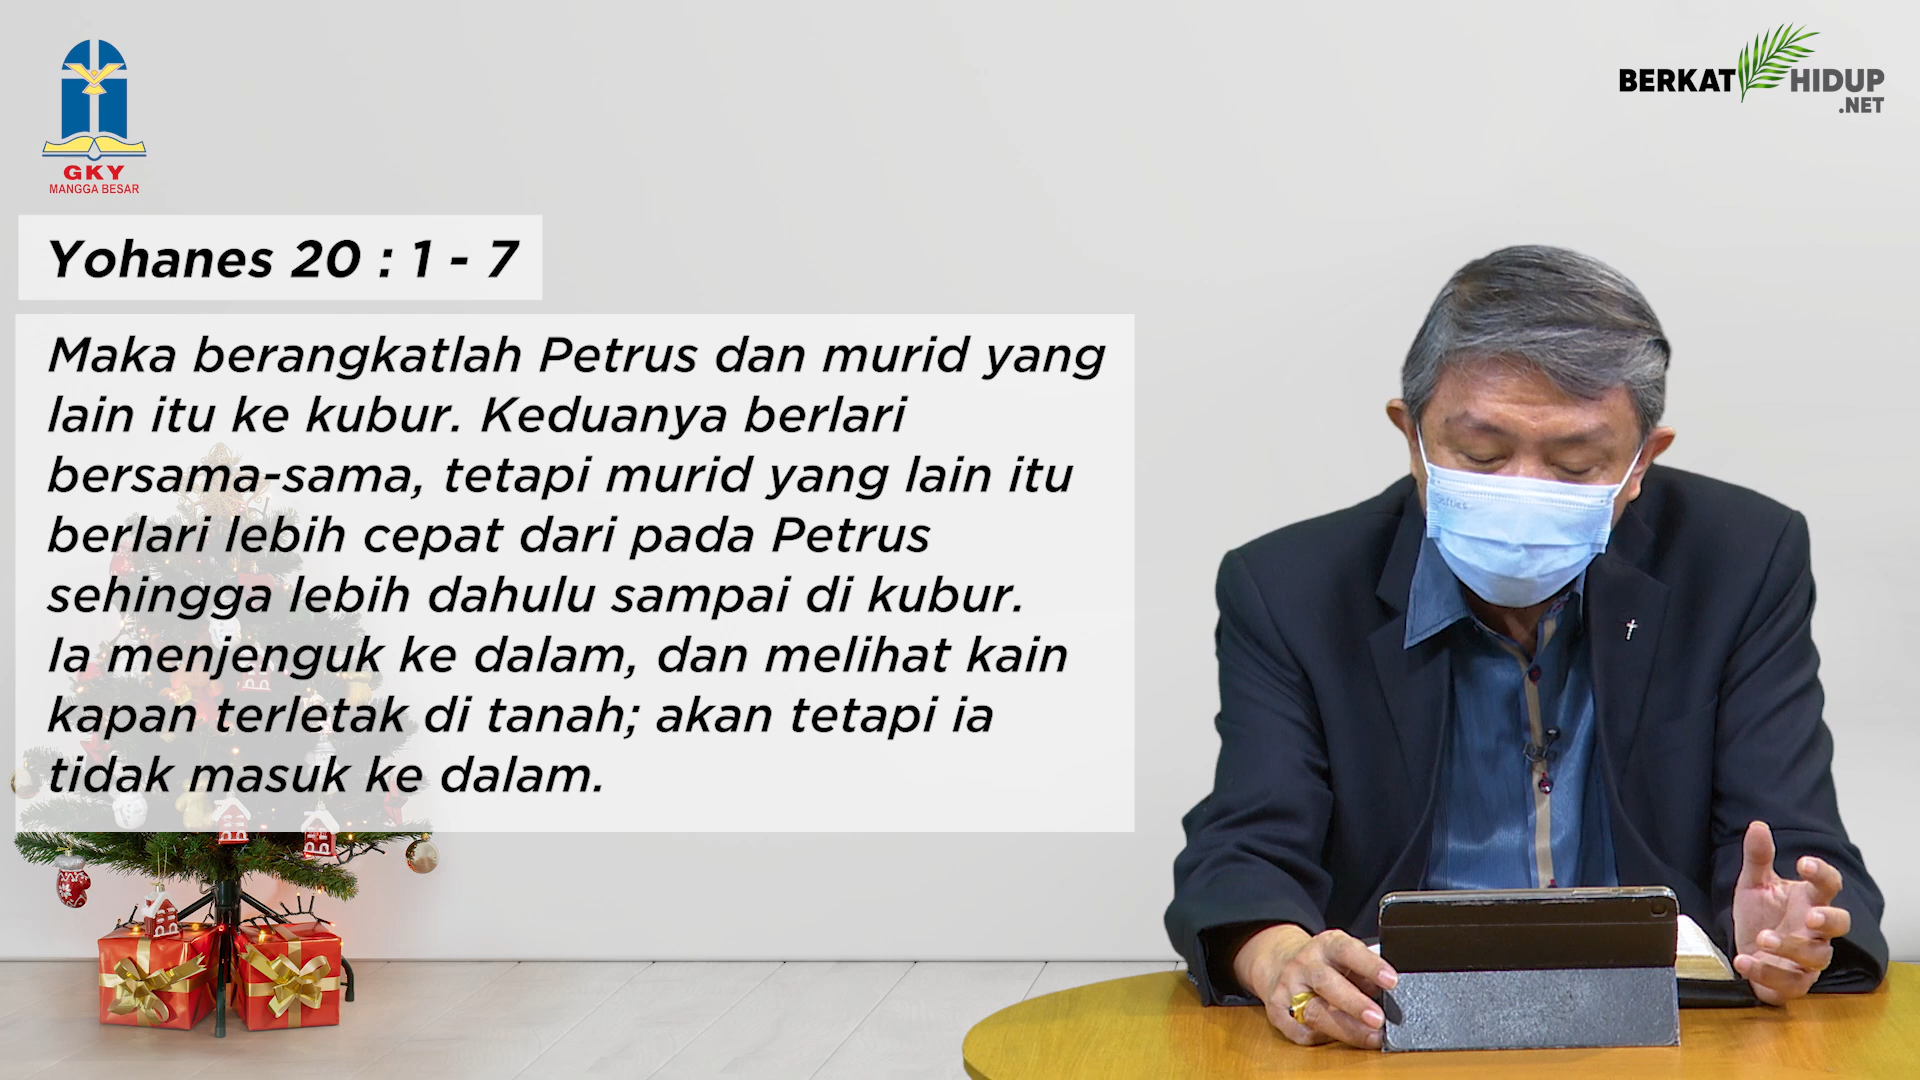 GKY
MANGGA BESAR
BERKAT HIDUP
.NET
Yohanes 20 : 1 - 7
Maka berangkatlah Petrus dan murid yang
lain itu ke kubur. Keduanya berlari
bersama-sama, tetapi murid yang lain itu
berlari lebih cepat dari pada Petrus
sehingga lebih dahulu sampai di kubur.
Ia menjenguk ke dalam, dan melihat kain
kapan terletak di tanah; akan tetapi ia
tidak masuk ke dalam.